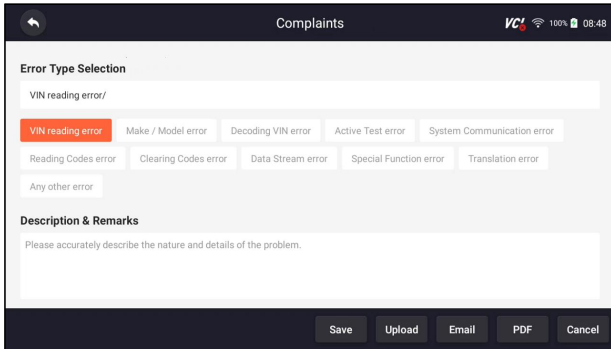 Complaints
VCI 100% 08:48
Error Type Selection
VIN reading error/
VIN reading error Make / Model error Decoding VIN error Active Test error System Communication error
Reading Codes error Clearing Codes error Data Stream error Special Function error Translation error
Any other error
Description & Remarks
Please accurately describe the nature and details of the problem.
Save Upload Email PDF Cancel